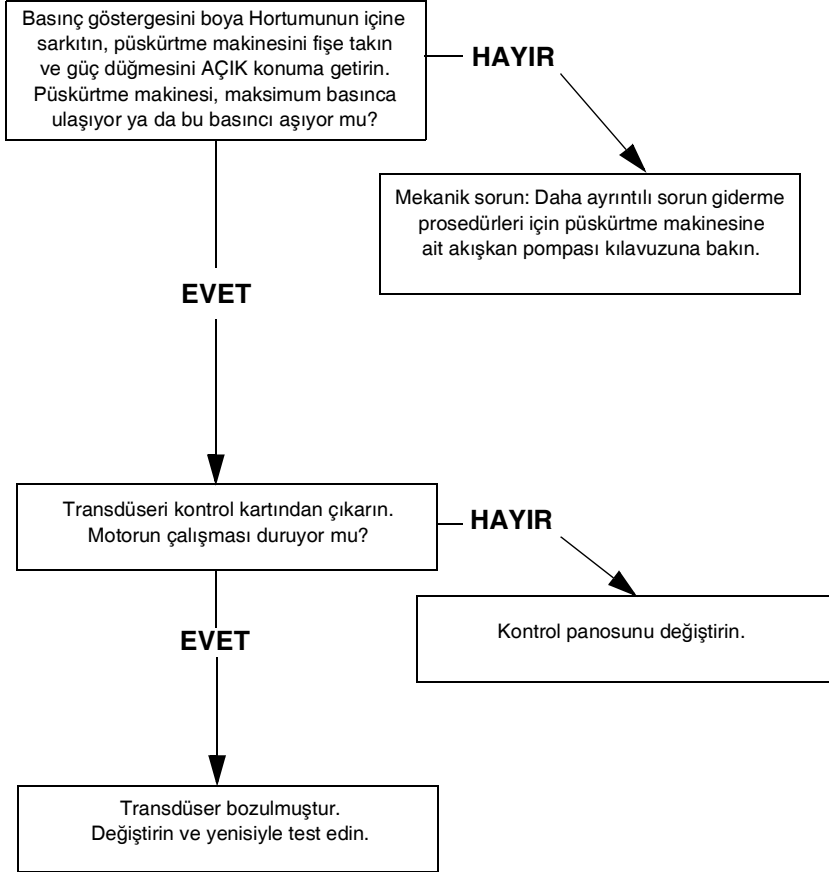 Basınç göstergesini boya Hortumunun içine
sarkıtın, püskürtme makinesini fişe takın
ve güç düğmesini AÇIK konuma getirin.
Püskürtme makinesi, maksimum basınca
ulaşıyor ya da bu basıncı aşıyor mu?
HAYIR
Mekanik sorun: Daha ayrıntılı sorun giderme
prosedürleri için püskürtme makinesine
ait akışkan pompası kılavuzuna bakın.
EVET
Transdüseri kontrol kartından çıkarın.
Motorun çalışması duruyor mu?
HAYIR
Kontrol panosunu değiştirin.
EVET
Transdüser bozulmuştur.
Değiştirin ve yenisiyle test edin.